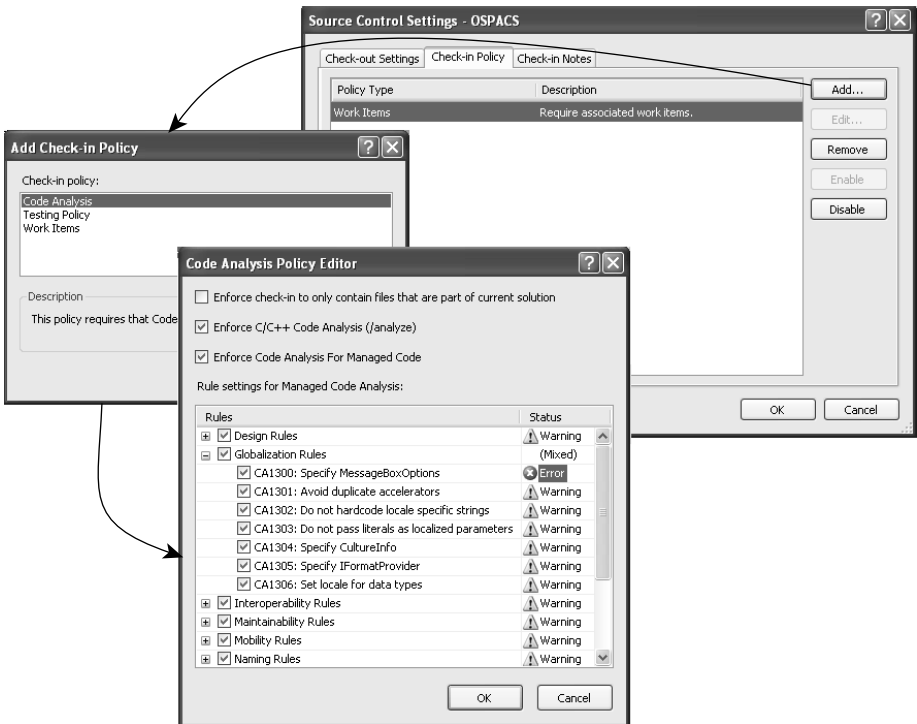 Source Control Settings - OSPACS
Check-out Settings Check-in Policy Check-in Notes
Policy Type Description
Work Items Require associated work items.
Add...
Edit...
Remove
Enable
Disable
OK Cancel
Add Check-in Policy
Check-in policy:
Code Analysis
Testing Policy
Work Items
Description
This policy requires that Code
Code Analysis Policy Editor
Enforce check-in to only contain files that are part of current solution
Enforce C/C++ Code Analysis (/analyze)
Enforce Code Analysis For Managed Code
Rule settings for Managed Code Analysis:
Rules Status
Design Rules Warning
Globalization Rules (Mixed)
CA1300: Specify MessageBoxOptions Error
CA1301: Avoid duplicate accelerators Warning
CA1302: Do not hardcode locale specific strings Warning
CA1303: Do not pass literals as localized parameters Warning
CA1304: Specify CultureInfo Warning
CA1305: Specify IFormatProvider Warning
CA1306: Set locale for data types Warning
Interoperability Rules Warning
Maintainability Rules Warning
Mobility Rules Warning
Naming Rules Warning
OK Cancel